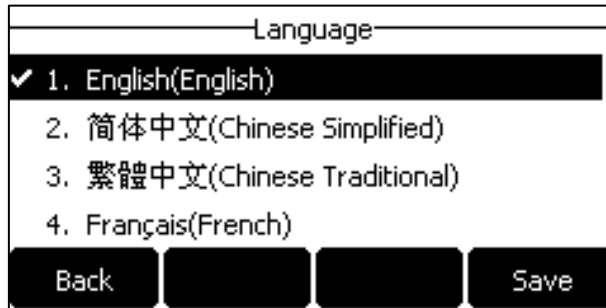 Language
✔ 1. English(English)
2. 简体中文(Chinese Simplified)
3. 繁體中文(Chinese Traditional)
4. Français(French)
Back Save